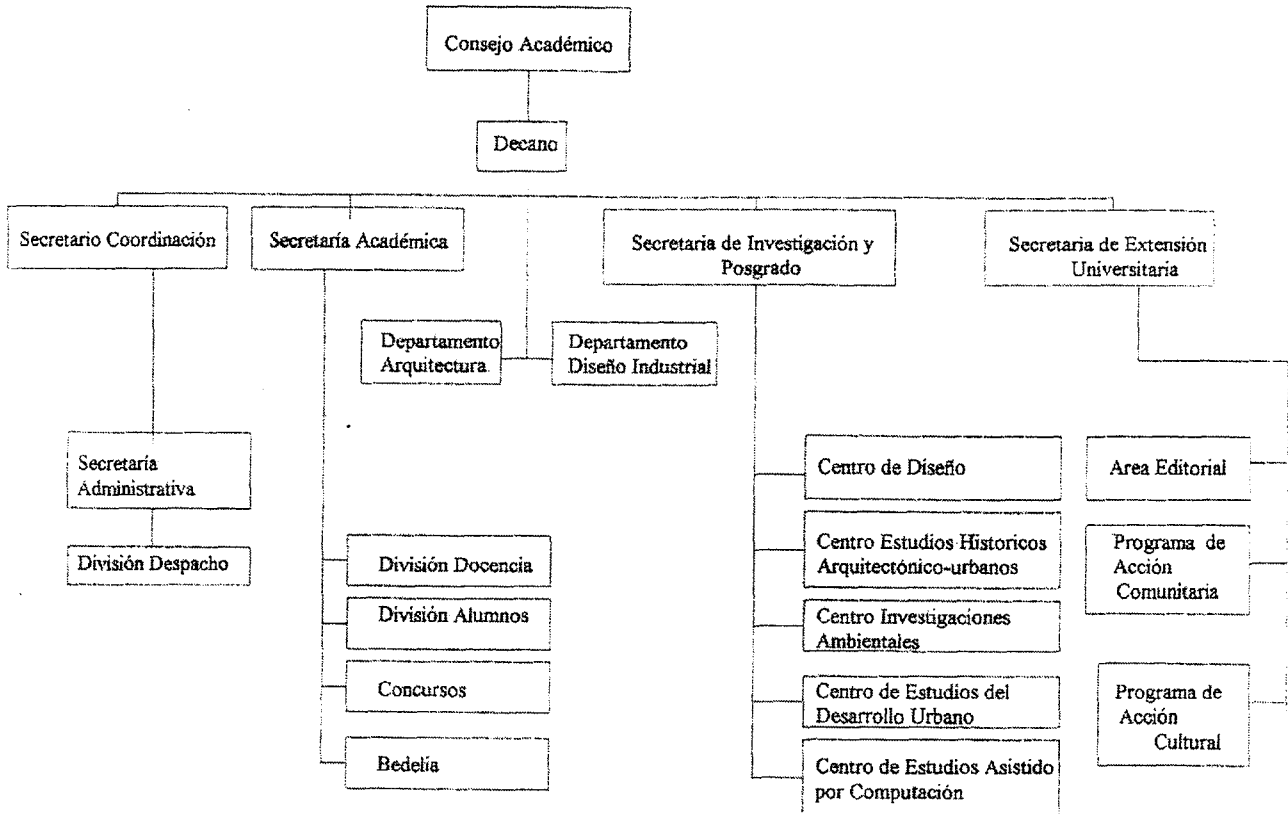 Consejo Académico
Decano
Secretario Coordinación
Secretaría Académica
Secretaria de Investigación y
Posgrado
Secretaria de Extensión
Universitaria
Departamento
Arquitectura
Departamento
Diseño Industrial
Secretaría
Administrativa
División Despacho
División Docencia
División Alumnos
Concursos
Bedelía
Centro de Diseño
Centro Estudios Historicos
Arquitectónico-urbanos
Centro Investigaciones
Ambientales
Centro de Estudios del
Desarrollo Urbano
Centro de Estudios Asistido
por Computación
Area Editorial
Programa de
Acción
Comunitaria
Programa de
Acción
Cultural